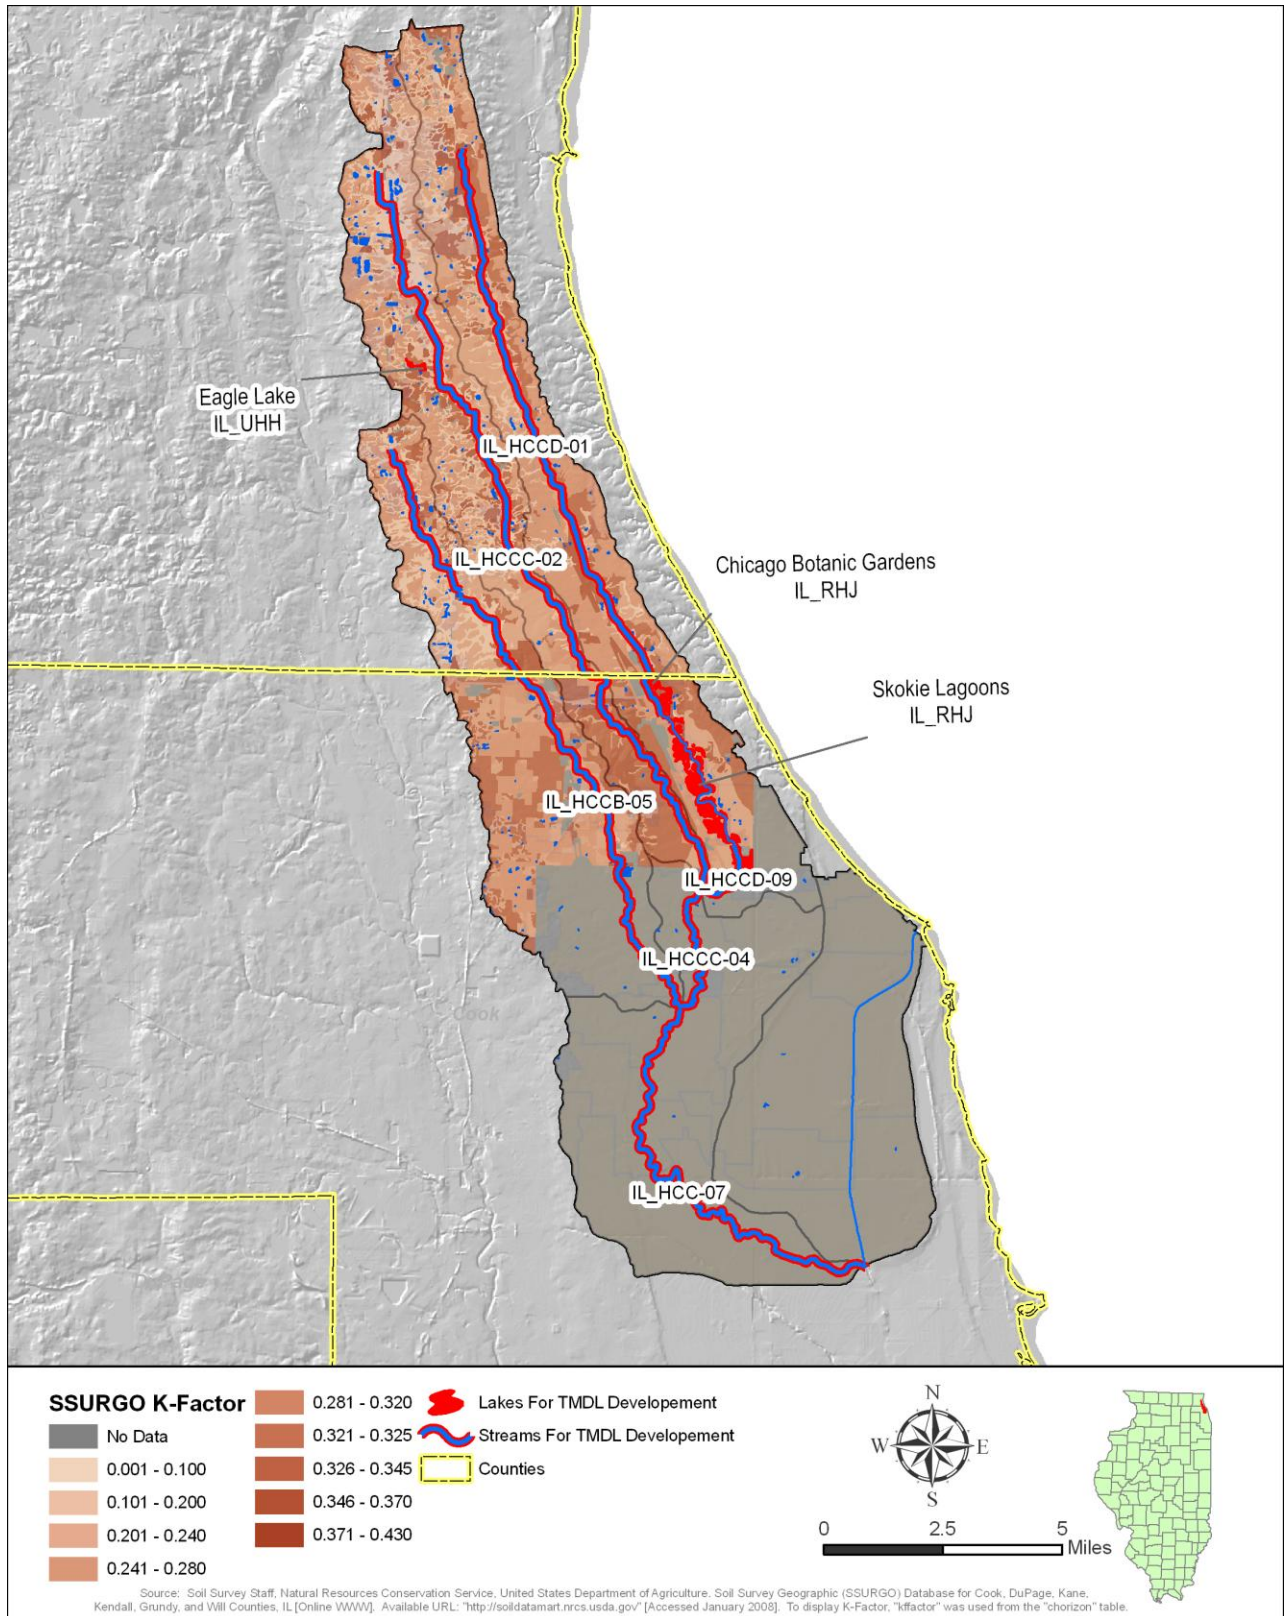 Eagle Lake
IL_UHH
IL_HCCD-01
IL_HCCC-02
Chicago Botanic Gardens
IL_RHJ
Skokie Lagoons
IL_RHJ
IL_HCCB-05
IL_HCCD-09
IL_HCCC-04
Cook
IL_HCC-07
SSURGO K-Factor
No Data
0.001 - 0.100
0.101 - 0.200
0.201 - 0.240
0.241 - 0.280
0.281 - 0.320
0.321 - 0.325
0.326 - 0.345
0.346 - 0.370
0.371 - 0.430
Lakes For TMDL Developement
Streams For TMDL Developement
Counties
N
W
E
S
0
2.5
5
Miles
Source: Soil Survey Staff, Natural Resources Conservation Service, United States Department of Agriculture. Soil Survey Geographic (SSURGO) Database for Cook, DuPage, Kane,
Kendall, Grundy, and Will Counties, IL [Online WWW]. Available URL: "http://soildatamart.nrcs.usda.gov" [Accessed January 2008]. To display K-Factor, "kffactor" was used from the "chorizon" table.